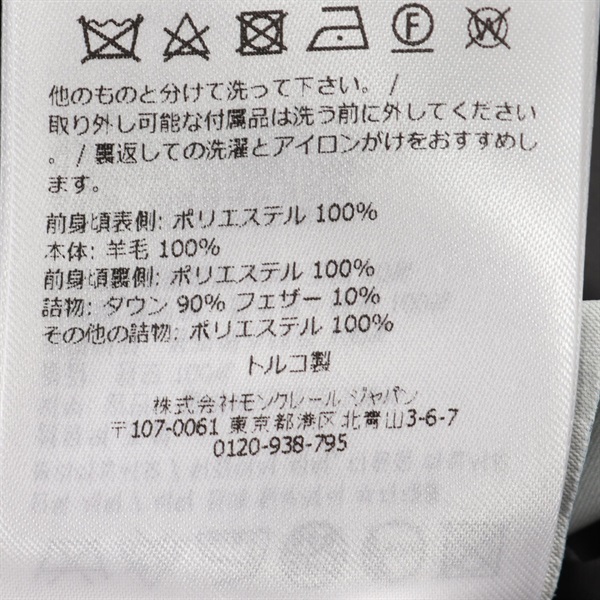 他のものと分けて洗って下さい。 /
取り外し可能な付属品は洗う前に外してください
。 / 裏返しての洗濯とアイロンがけをおすすめし
ます。
前身頃表側: ポリエステル 100%
本体: 羊毛 100%
前身頃裏側: ポリエステル 100%
詰物: ダウン 90% フェザー 10%
その他の詰物: ポリエステル 100%
トルコ製
株式会社モンクレール ジャパン
〒107-0061 東京都港区北青山3-6-7
0120-938-795